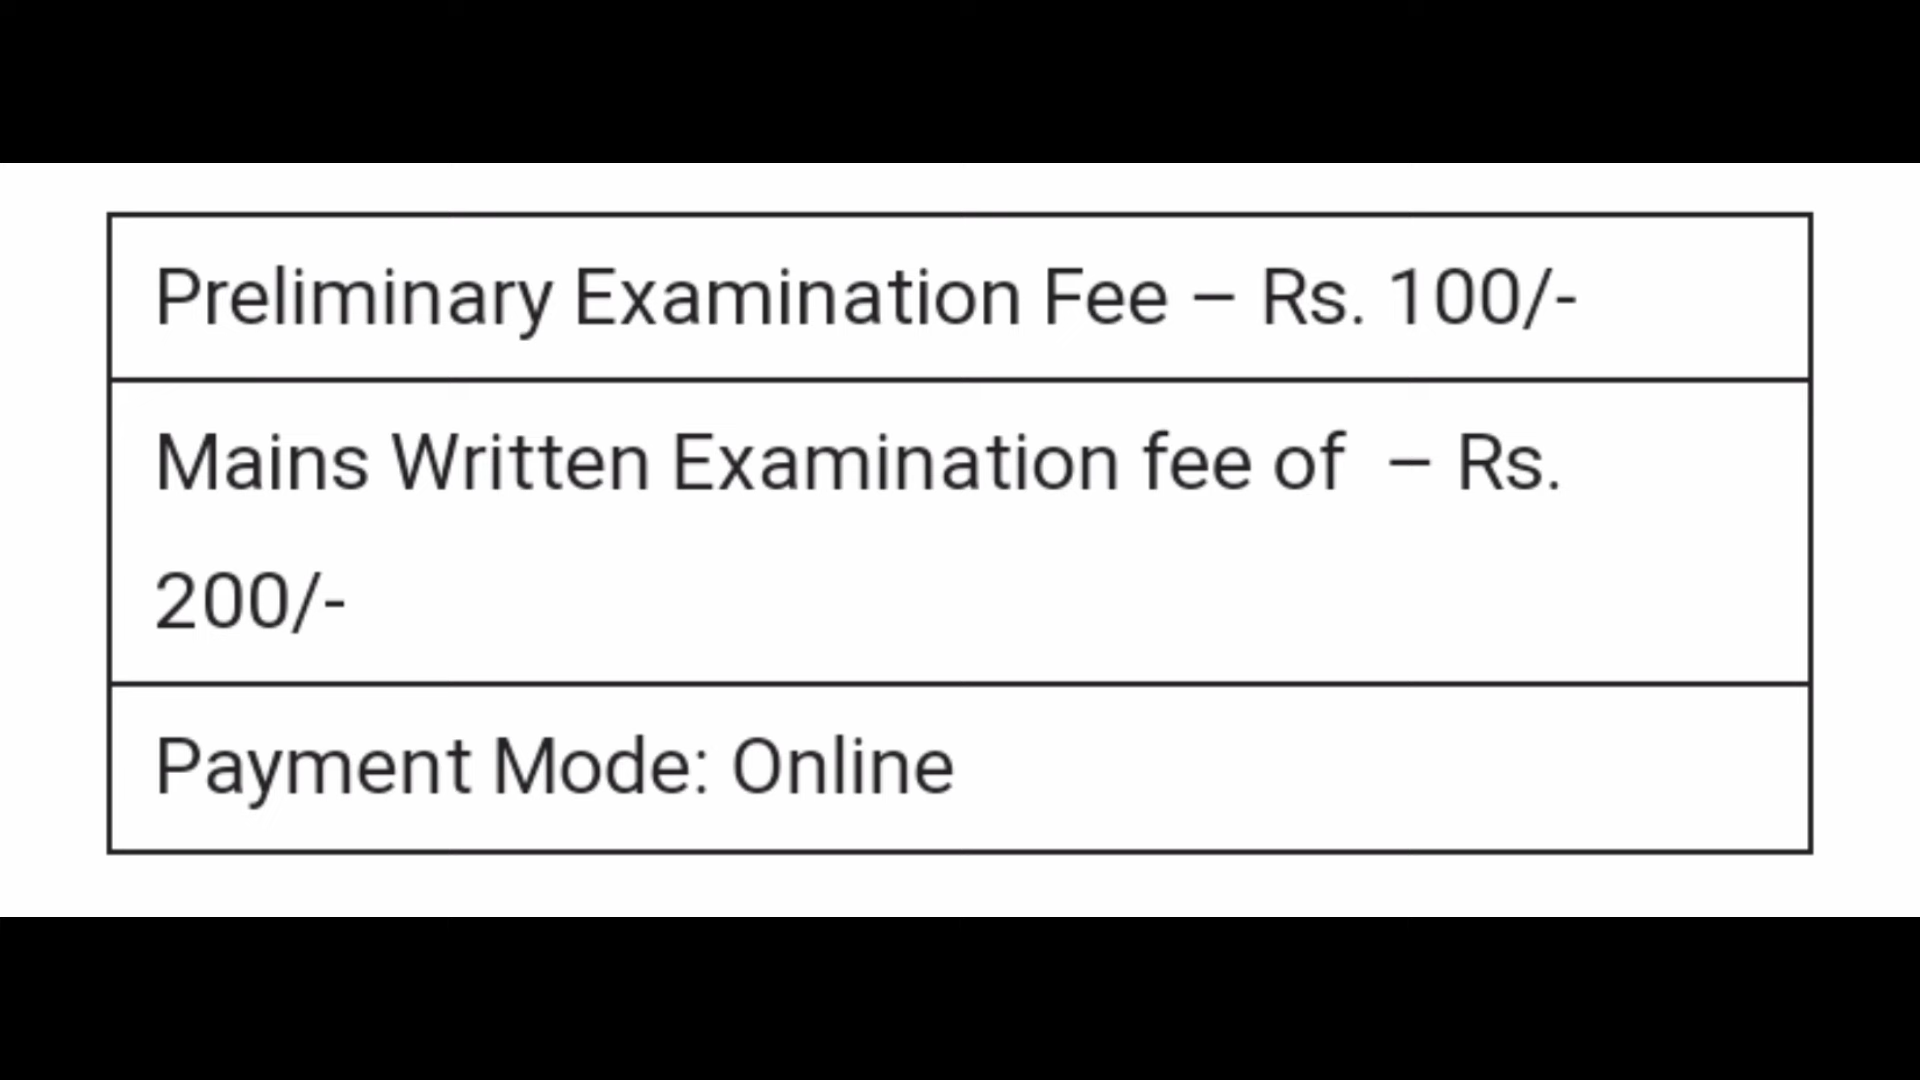 Preliminary Examination Fee – Rs. 100/-
Mains Written Examination fee of – Rs.
200/-
Payment Mode: Online